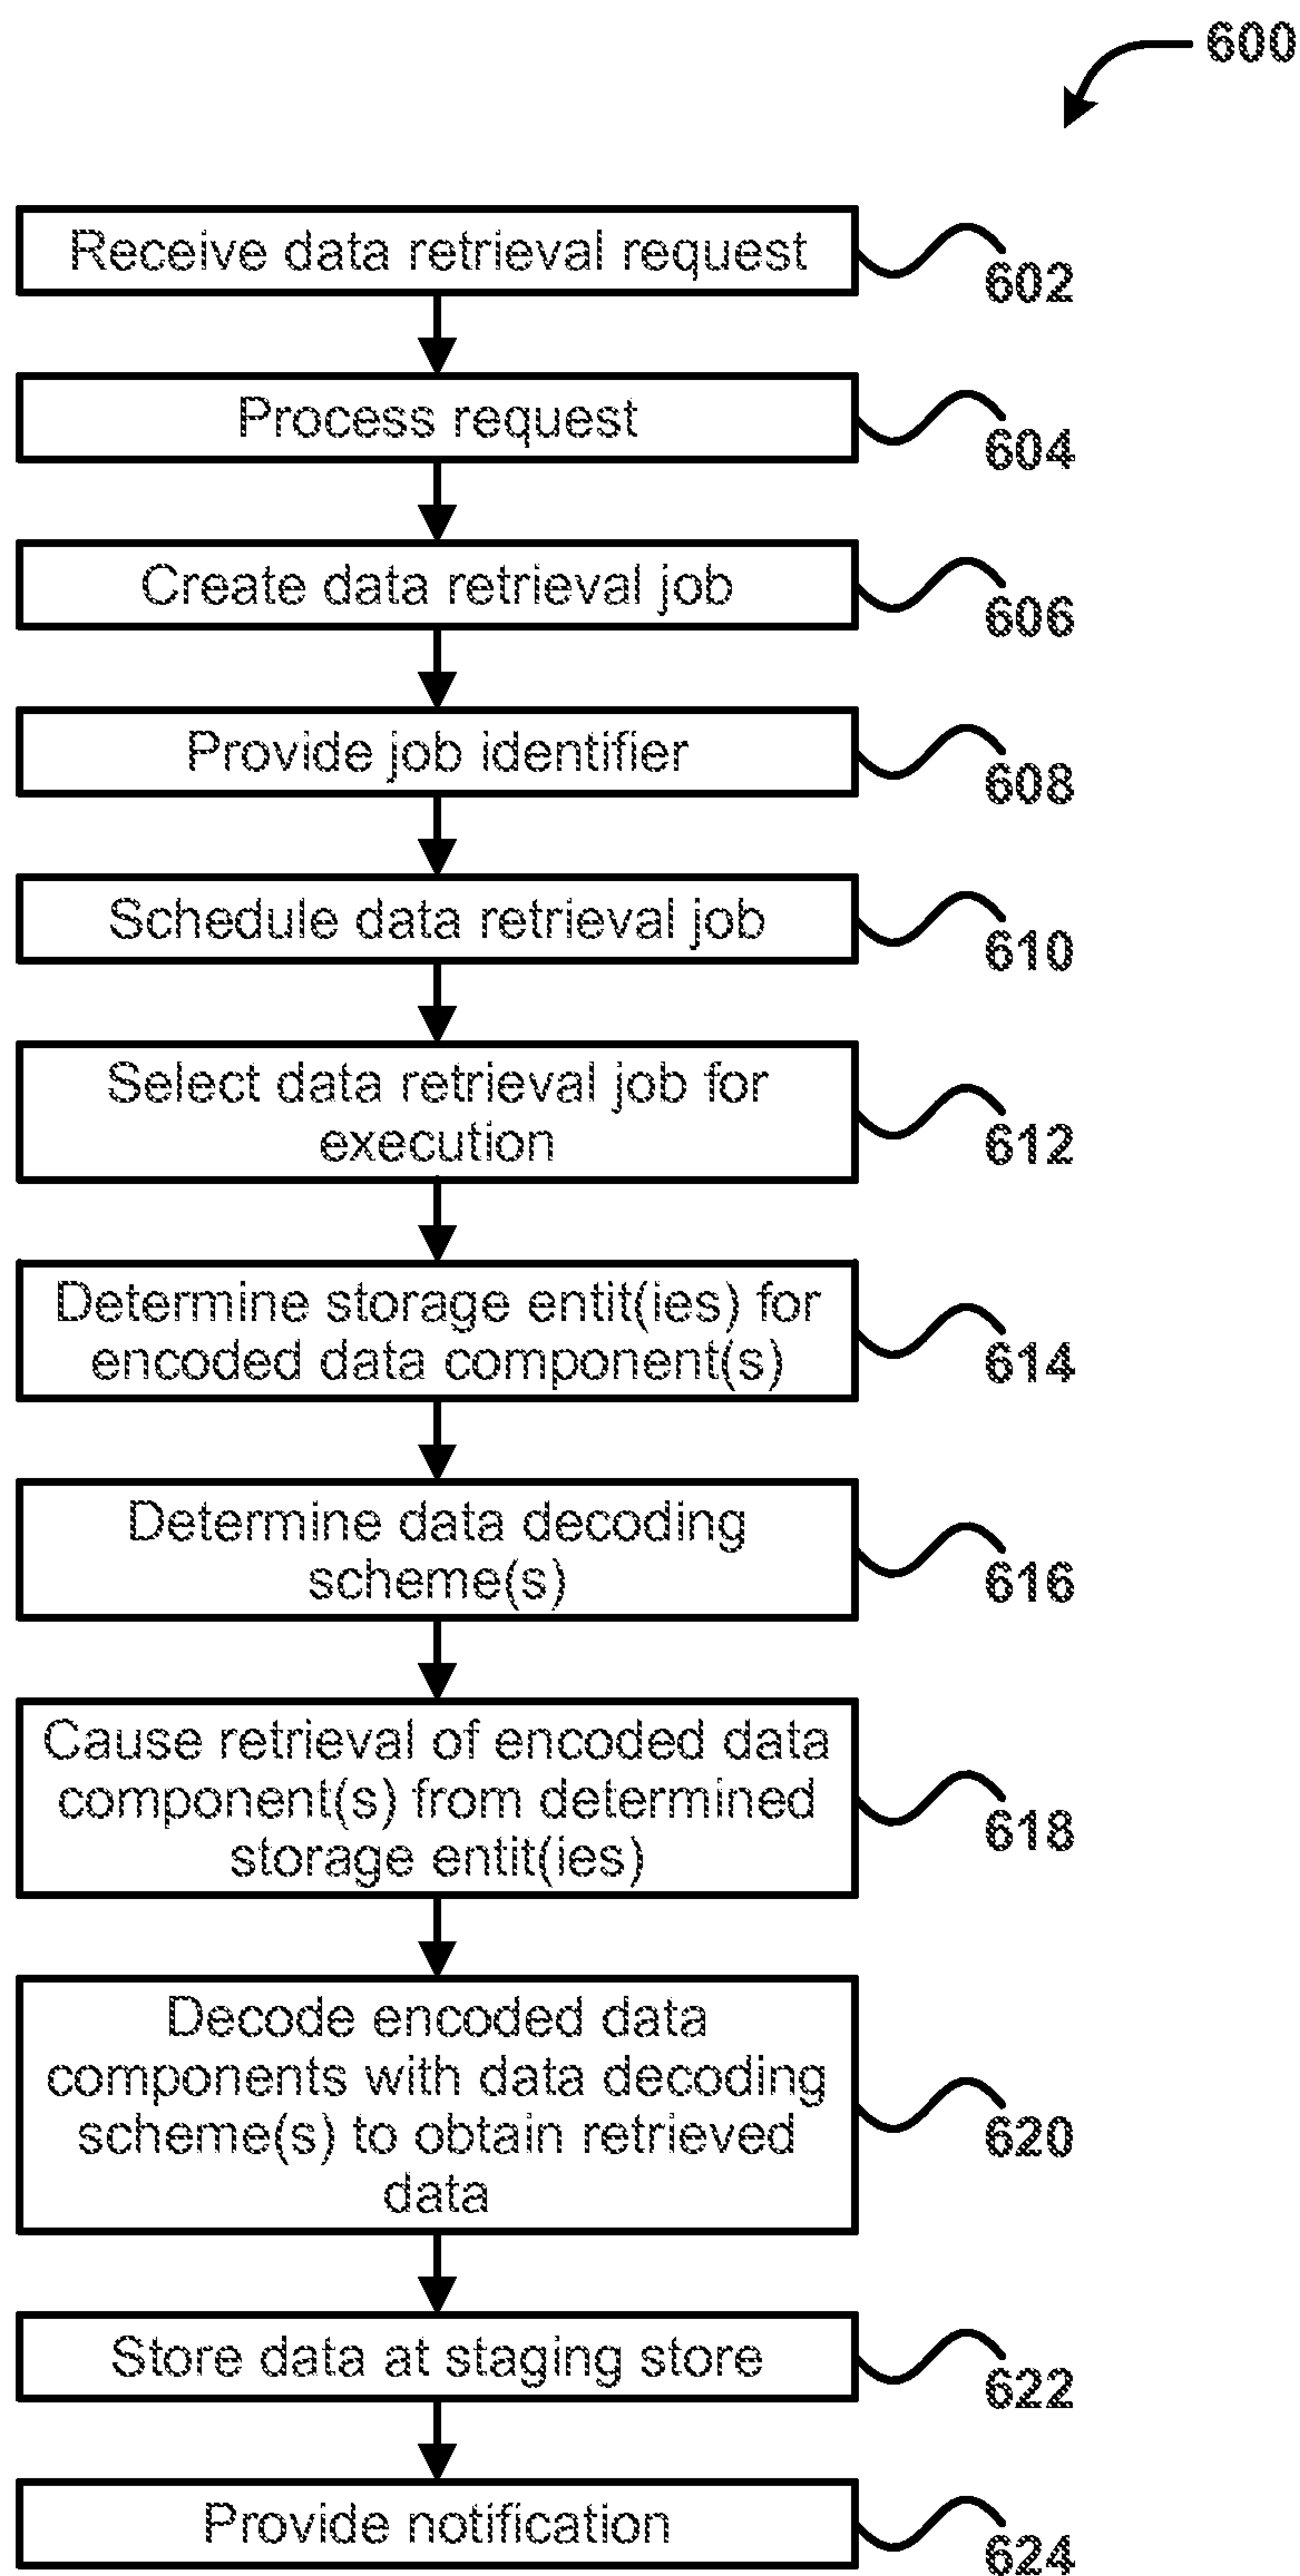 600
Receive data retrieval request
602
Process request
604
Create data retrieval job
606
Provide job identifier
608
Schedule data retrieval job
610
Select data retrieval job for
execution
612
Determine storage entit(ies) for
encoded data component(s)
614
Determine data decoding
scheme(s)
616
Cause retrieval of encoded data
component(s) from determined
storage entit(ies)
618
Decode encoded data
components with data decoding
scheme(s) to obtain retrieved
data
620
Store data at staging store
622
Provide notification
624